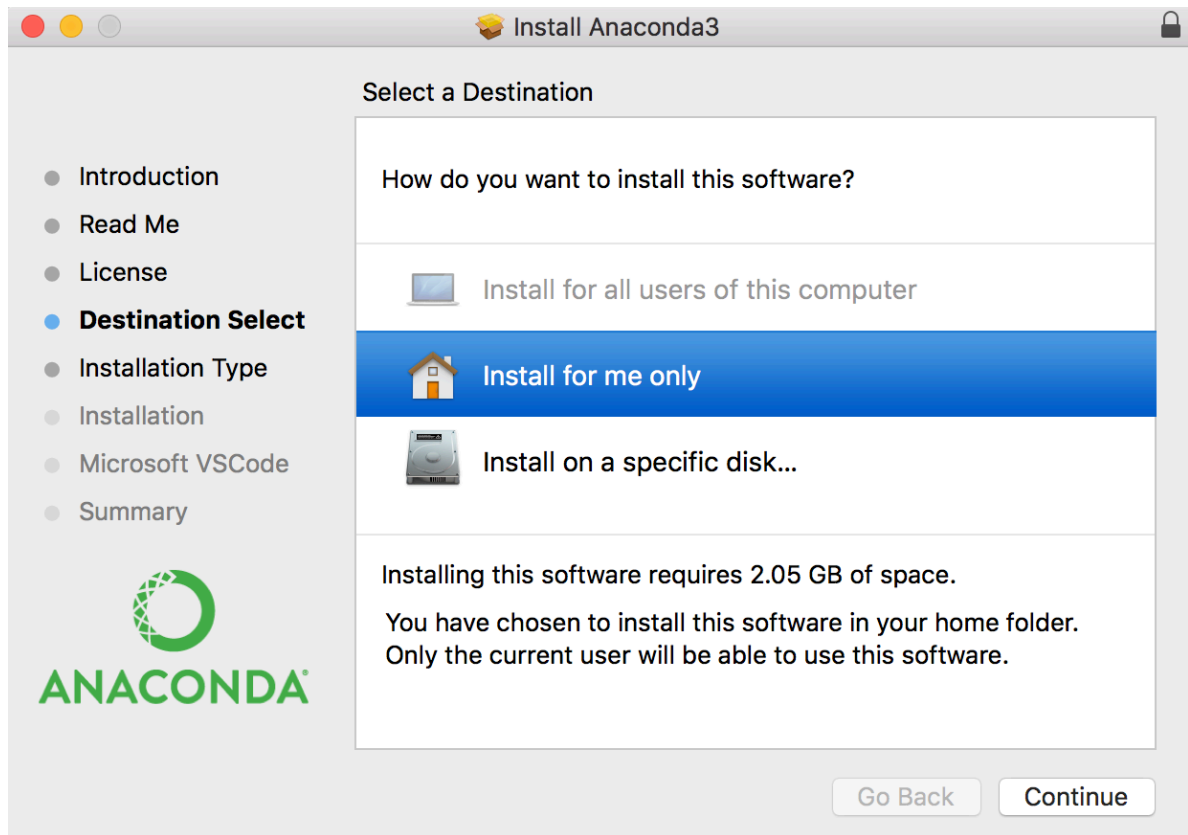 Install Anaconda3
Select a Destination
Introduction
Read Me
License
Destination Select
Installation Type
Installation
Microsoft VSCode
Summary
ANACONDA
How do you want to install this software?
Install for all users of this computer
Install for me only
Install on a specific disk...
Installing this software requires 2.05 GB of space.
You have chosen to install this software in your home folder.
Only the current user will be able to use this software.
Go Back
Continue